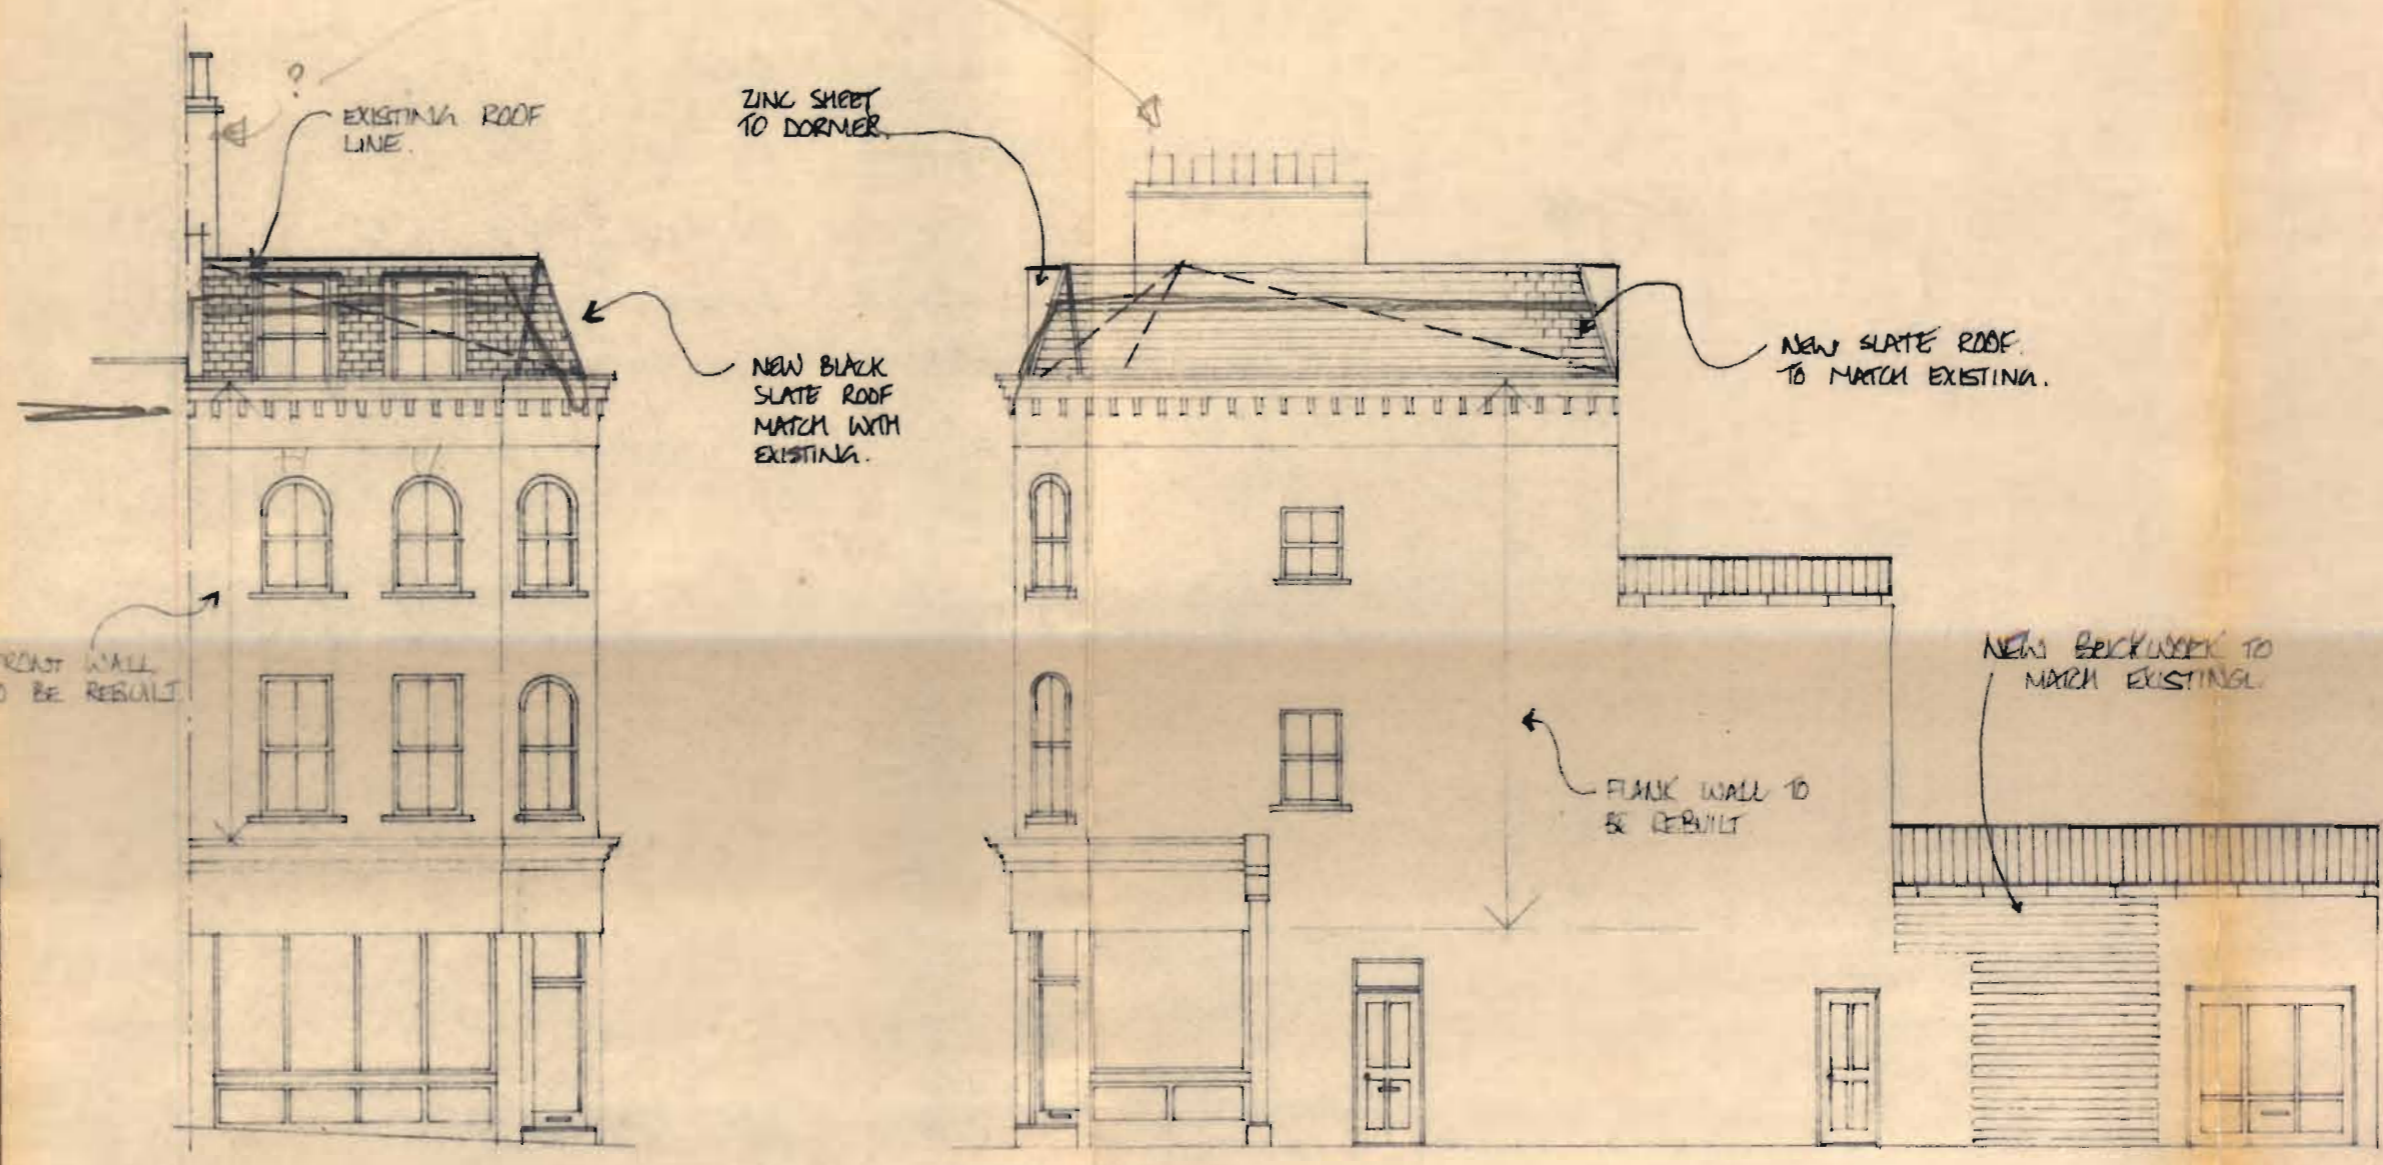 ?
EXISTING ROOF
LINE.
ZINC SHEET
TO DORMER.
NEW BLACK
SLATE ROOF
MATCH WITH
EXISTING.
NEW SLATE ROOF.
TO MATCH EXISTING.
FRONT WALL
TO BE REBUILT.
NEW BRICKWORK TO
MATCH EXISTING.
FLANK WALL TO
BE REBUILT